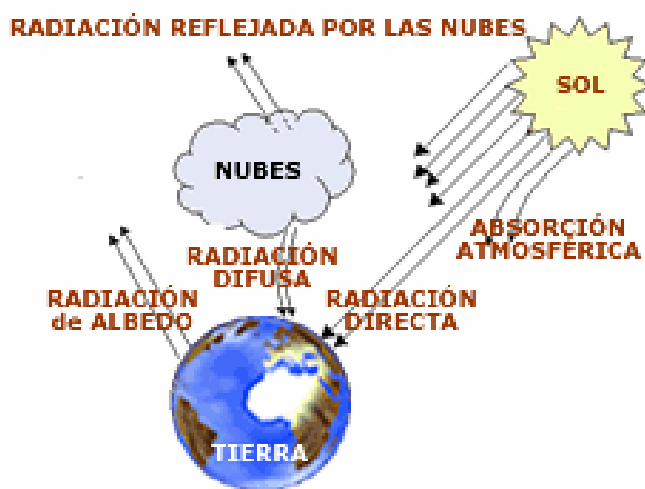 RADIACIÓN REFLEJADA POR LAS NUBES
SOL
NUBES
ABSORCIÓN
ATMOSFÉRICA
RADIACIÓN
DIFUSA
RADIACIÓN
de ALBEDO
RADIACIÓN
DIRECTA
TIERRA